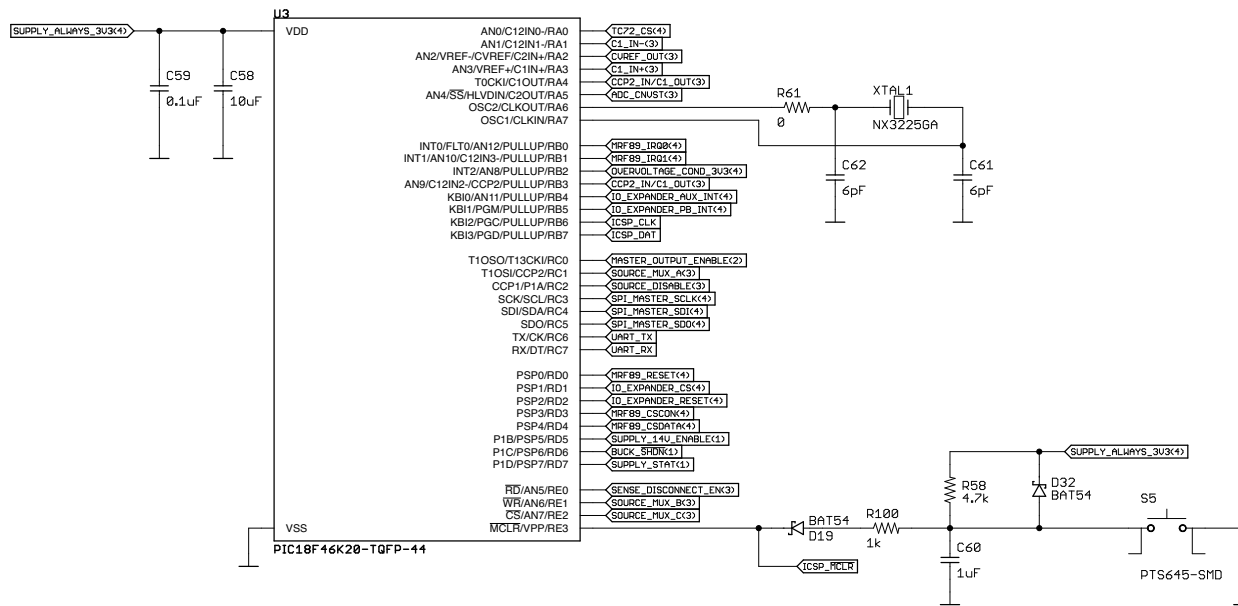 U3
SUPPLY_ALWAYS_3V3(4)
VDD
C59
0.1uF
C58
10uF
AN0/C12IN0-/RA0 TC72_CS(4)
AN1/C12IN1-/RA1 C1_IN-(3)
AN2/VREF-/CVREF/C2IN+/RA2 CVREF_OUT(3)
AN3/VREF+/C1IN+/RA3 C1_IN+(3)
T0CKI/C1OUT/RA4 CCP2_IN/C1_OUT(3)
AN4/SS/HLVDIN/C2OUT/RA5 ADC_CNVST(3)
OSC2/CLKOUT/RA6
OSC1/CLKIN/RA7
R61
0
XTAL1
NX3225GA
C62
6pF
C61
6pF
INT0/FLT0/AN12/PULLUP/RB0 MRF89_IRQ0(4)
INT1/AN10/C12IN3-/PULLUP/RB1 MRF89_IRQ1(4)
INT2/AN8/PULLUP/RB2 OVERVOLTAGE_COND_3V3(4)
AN9/C12IN2-/CCP2/PULLUP/RB3 CCP2_IN/C1_OUT(3)
KBI0/AN11/PULLUP/RB4 IO_EXPANDER_AUX_INT(4)
KBI1/PGM/PULLUP/RB5 IO_EXPANDER_PB_INT(4)
KBI2/PGC/PULLUP/RB6 ICSP_CLK
KBI3/PGD/PULLUP/RB7 ICSP_DAT
T1OSO/T13CKI/RC0 MASTER_OUTPUT_ENABLE(2)
T1OSI/CCP2/RC1 SOURCE_MUX_A(3)
CCP1/P1A/RC2 SOURCE_DISABLE(3)
SCK/SCL/RC3 SPI_MASTER_SCLK(4)
SDI/SDA/RC4 SPI_MASTER_SDI(4)
SDO/RC5 SPI_MASTER_SDO(4)
TX/CK/RC6 UART_TX
RX/DT/RC7 UART_RX
PSP0/RD0 MRF89_RESET(4)
PSP1/RD1 IO_EXPANDER_CS(4)
PSP2/RD2 IO_EXPANDER_RESET(4)
PSP3/RD3 MRF89_CSCON(4)
PSP4/RD4 MRF89_CSDATA(4)
P1B/PSP5/RD5 SUPPLY_14V_ENABLE(1)
P1C/PSP6/RD6 BUCK_SHDN(1)
P1D/PSP7/RD7 SUPPLY_STAT(1)
RD/AN5/RE0 SENSE_DISCONNECT_EN(3)
WR/AN6/RE1 SOURCE_MUX_B(3)
CS/AN7/RE2 SOURCE_MUX_C(3)
MCLR/VPP/RE3
VSS
PIC18F46K20-TQFP-44
SUPPLY_ALWAYS_3V3(4)
R58
4.7k
D32
BAT54
S5
BAT54
D19
R100
1k
C60
1uF
ICSP_MCLR
PTS645-SMD